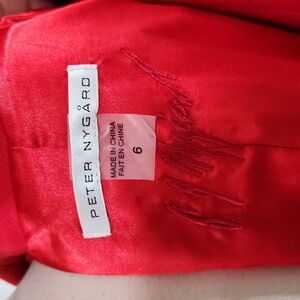 PETER NYGÅRD
MADE IN CHINA
FAIT EN CHINE
6